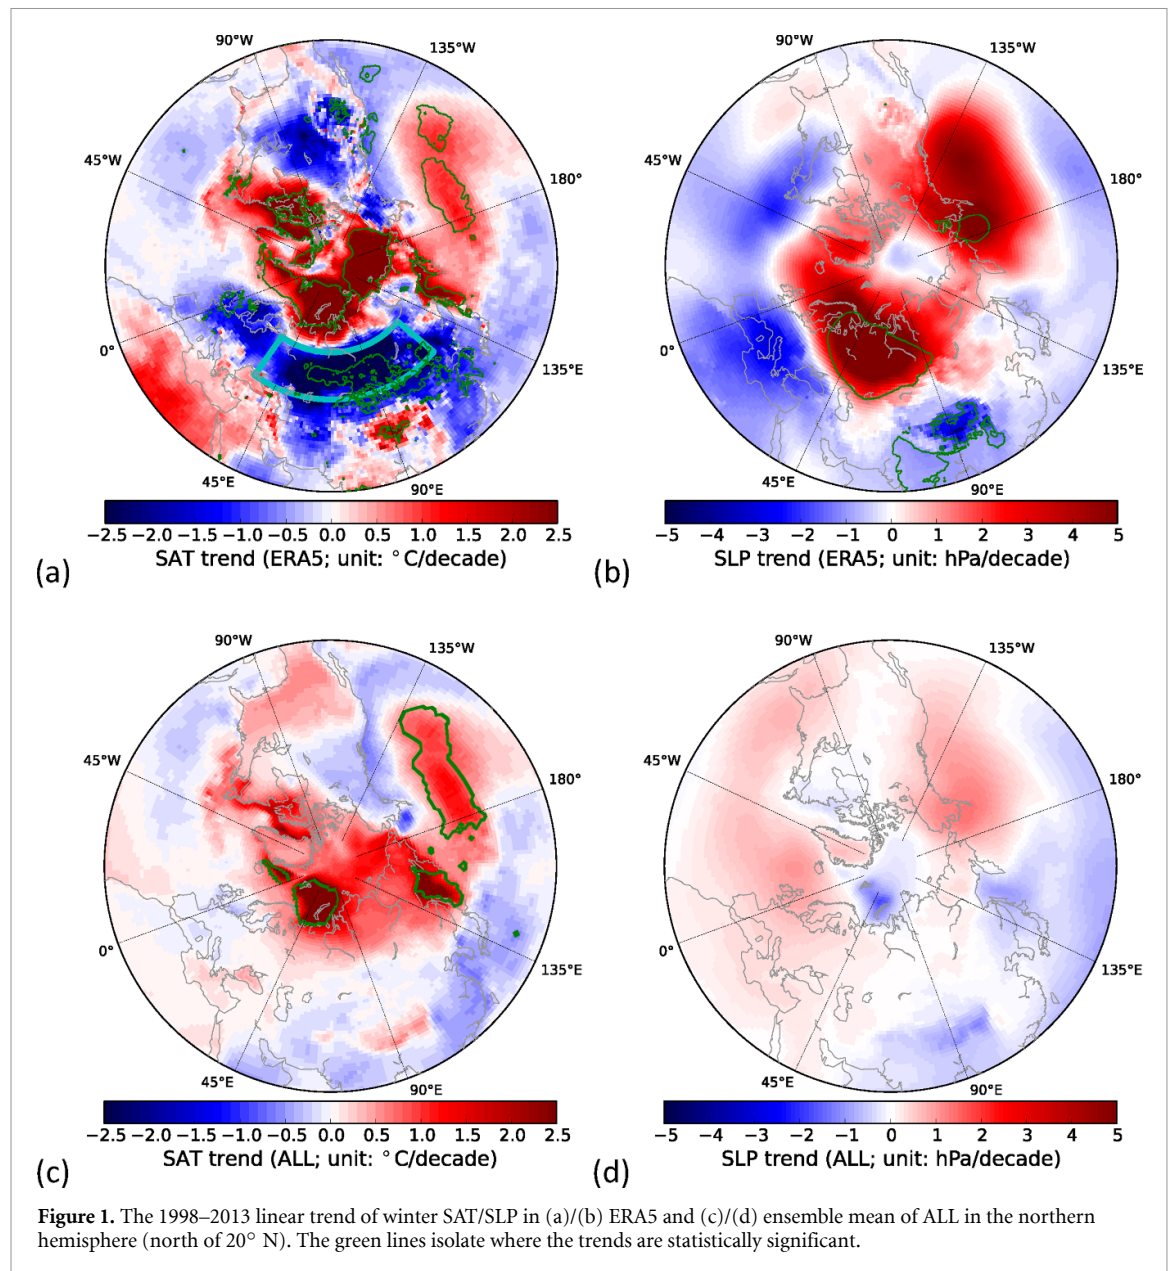 90°W
135°W
90°W
135°W
45°W
180°
45°W
180°
0°
135°E
0°
135°E
45°E
90°E
45°E
90°E
−2.5 −2.0 −1.5 −1.0 −0.5 0.0 0.5 1.0 1.5 2.0 2.5
−5 −4 −3 −2 −1 0 1 2 3 4 5
(a)
SAT trend (ERA5; unit: °C/decade)
(b)
SLP trend (ERA5; unit: hPa/decade)
90°W
135°W
90°W
135°W
45°W
180°
45°W
180°
0°
135°E
0°
135°E
45°E
90°E
45°E
90°E
−2.5 −2.0 −1.5 −1.0 −0.5 0.0 0.5 1.0 1.5 2.0 2.5
−5 −4 −3 −2 −1 0 1 2 3 4 5
(c)
SAT trend (ALL; unit: °C/decade)
(d)
SLP trend (ALL; unit: hPa/decade)
Figure 1. The 1998–2013 linear trend of winter SAT/SLP in (a)/(b) ERA5 and (c)/(d) ensemble mean of ALL in the northern
hemisphere (north of 20° N). The green lines isolate where the trends are statistically significant.